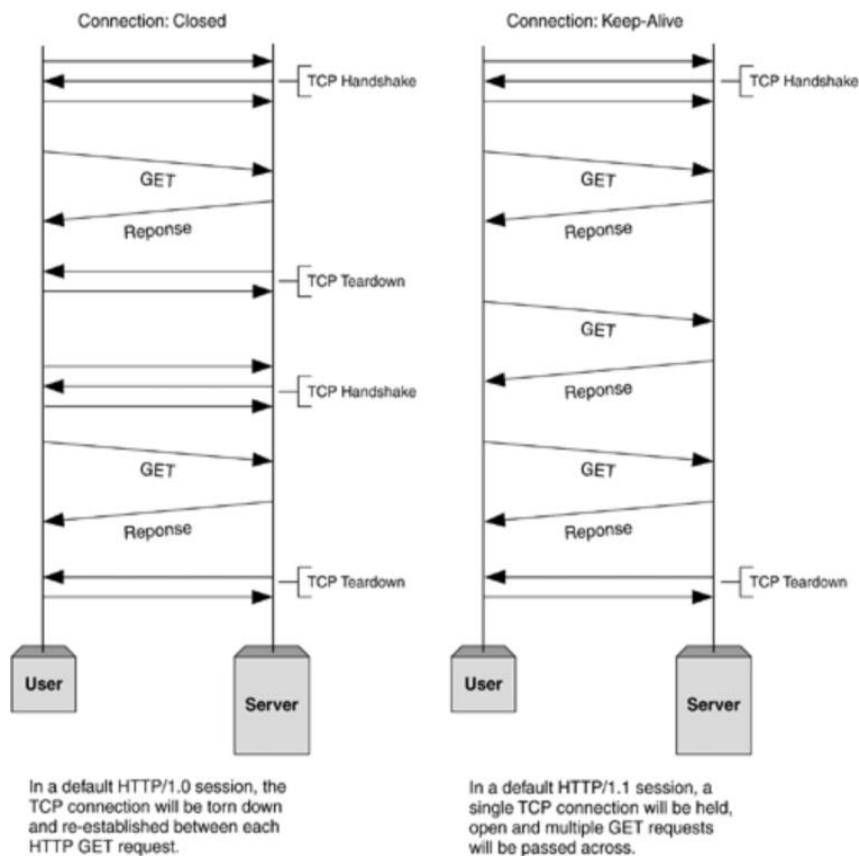 Connection: Closed
TCP Handshake
GET
Reponse
TCP Teardown
TCP Handshake
GET
Reponse
TCP Teardown
User
Server
In a default HTTP/1.0 session, the
TCP connection will be torn down
and re-established between each
HTTP GET request.
Connection: Keep-Alive
TCP Handshake
GET
Reponse
GET
Reponse
GET
Reponse
TCP Teardown
User
Server
In a default HTTP/1.1 session, a
single TCP connection will be held,
open and multiple GET requests
will be passed across.